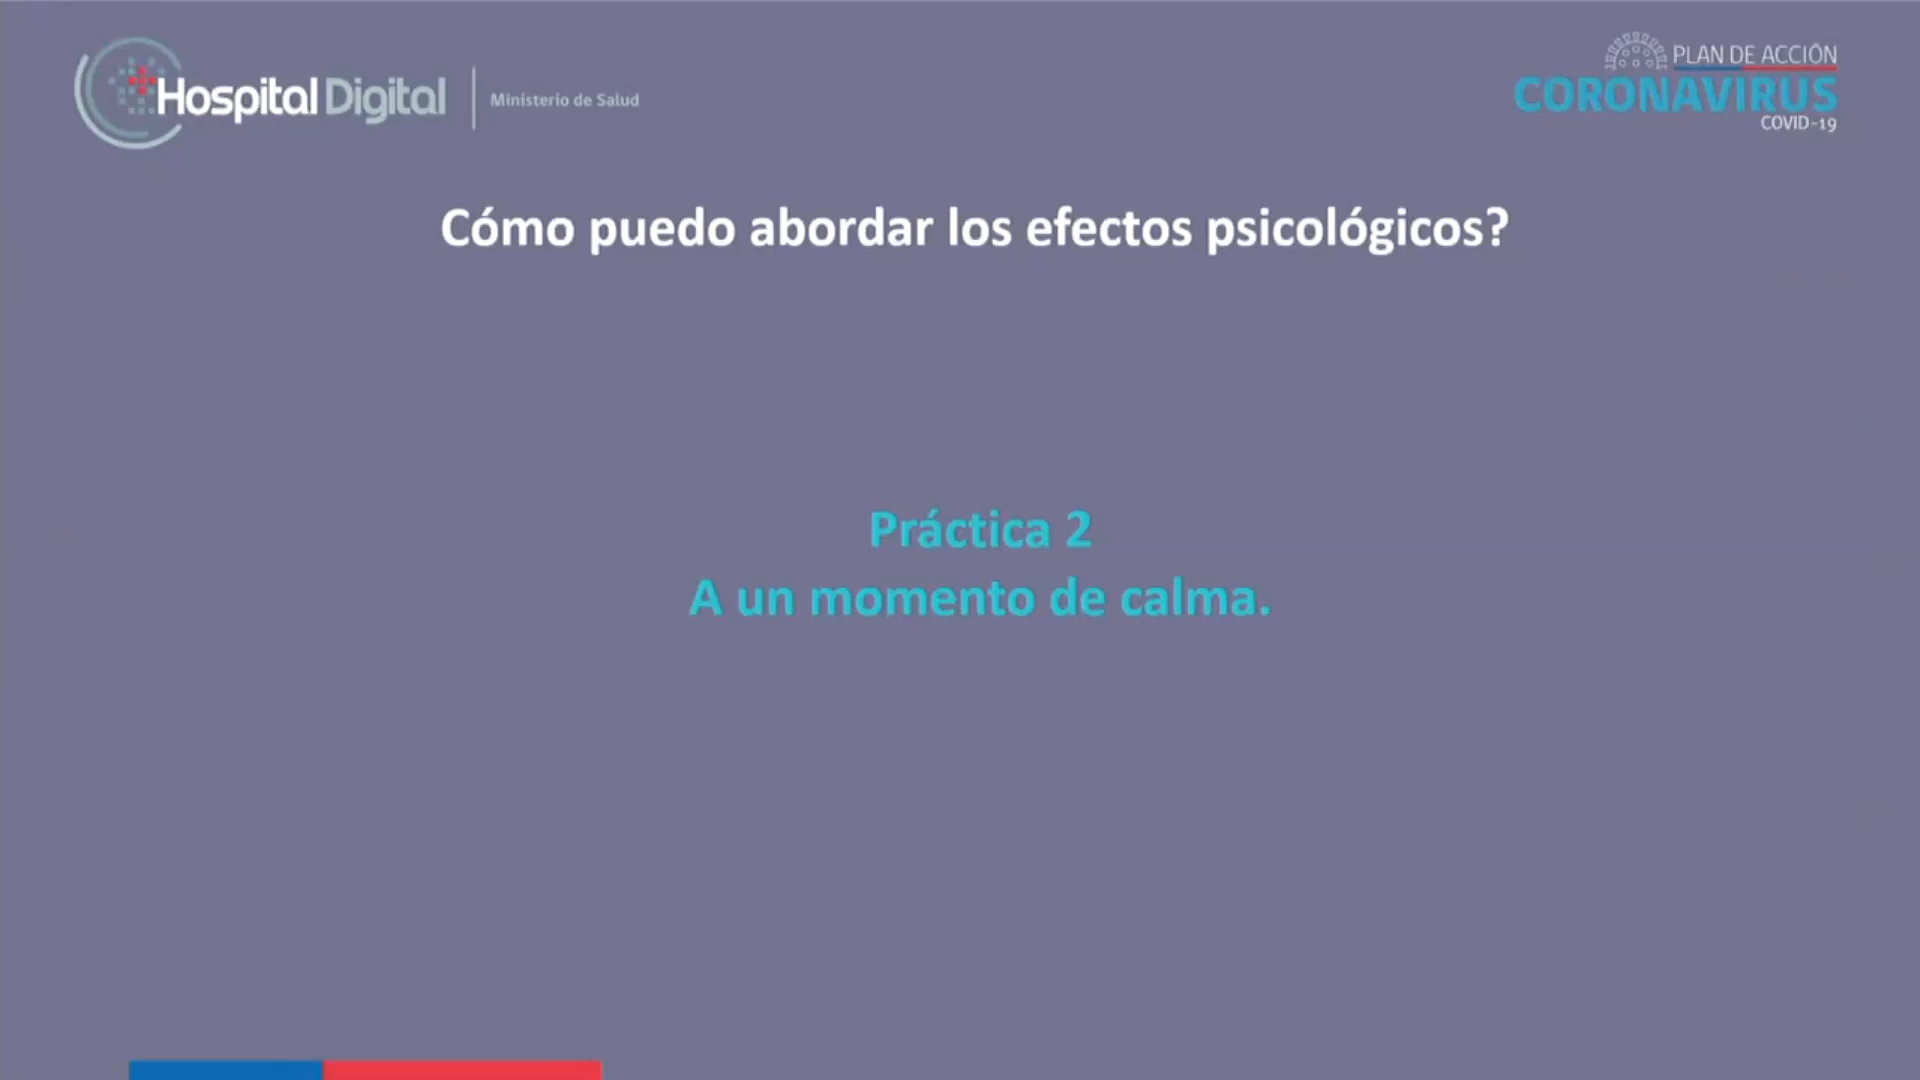 Hospital Digital
Ministerio de Salud
PLAN DE ACCIÓN
CORONAVIRUS
COVID-19
Cómo puedo abordar los efectos psicológicos?
Práctica 2
A un momento de calma.